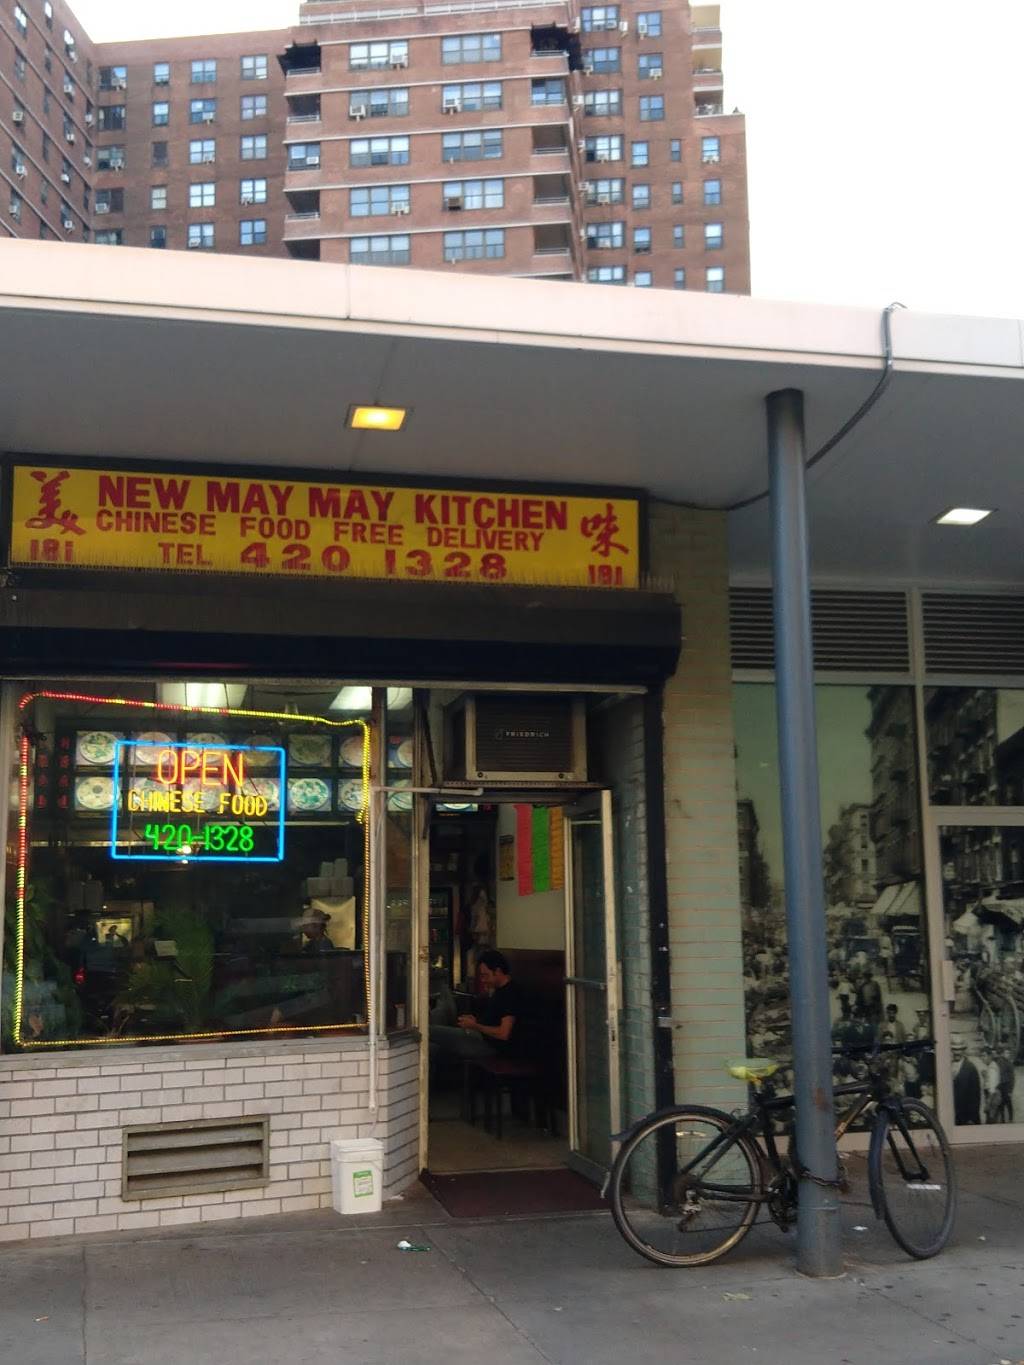 美 NEW MAY MAY KITCHEN 味
CHINESE FOOD FREE DELIVERY
181 TEL 420 1328 181
FRIEDRICH
OPEN
CHINESE FOOD
420-1328